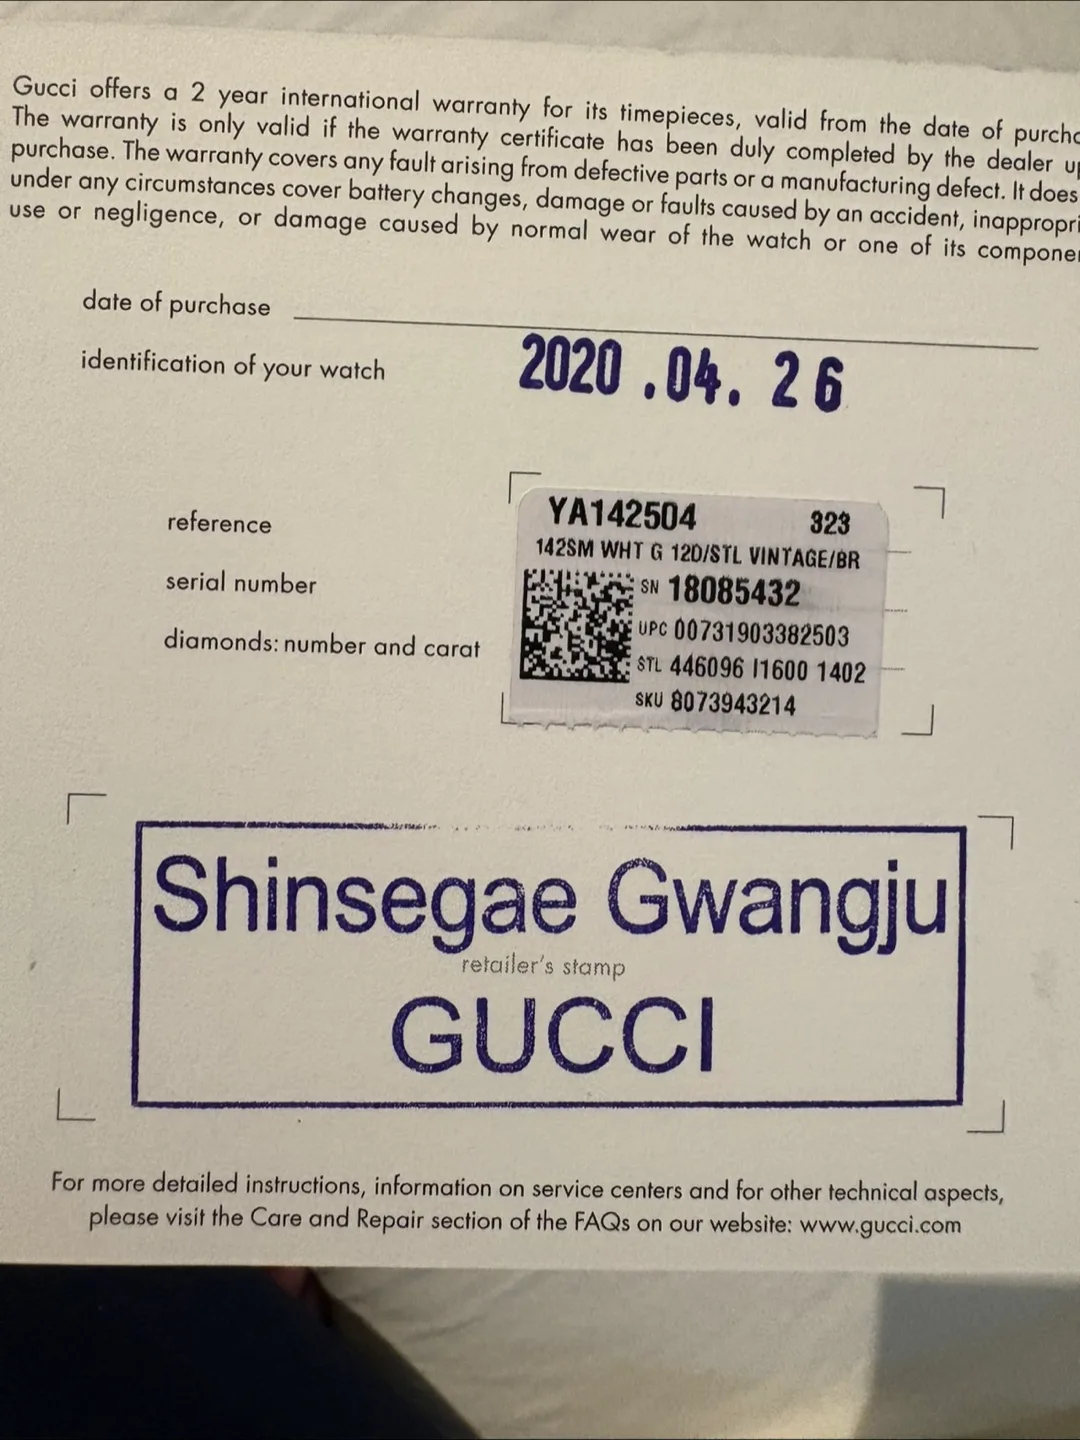 Gucci offers a 2 year international warranty for its timepieces, valid from the date of
The warranty is only valid if the warranty certificate has been duly completed by the dealer
purchase. The warranty covers any fault arising from defective parts or a manufacturing defect. It does
under any circumstances cover battery changes, damage or faults caused by an accident,
use or negligence, or damage caused by normal wear of the watch or one of its
date of purchase
identification of your watch
2020 .04. 26
reference
serial number
diamonds: number and carat
YA142504 323
142SM WHT G 12D/STL VINTAGE/BR
SN 18085432
UPC 00731903382503
STL 446096 I1600 1402
SKU 8073943214
Shinsegae Gwangju
retailer's stamp
GUCCI
For more detailed instructions, information on service centers and for other technical aspects,
please visit the Care and Repair section of the FAQs on our website: www.gucci.com